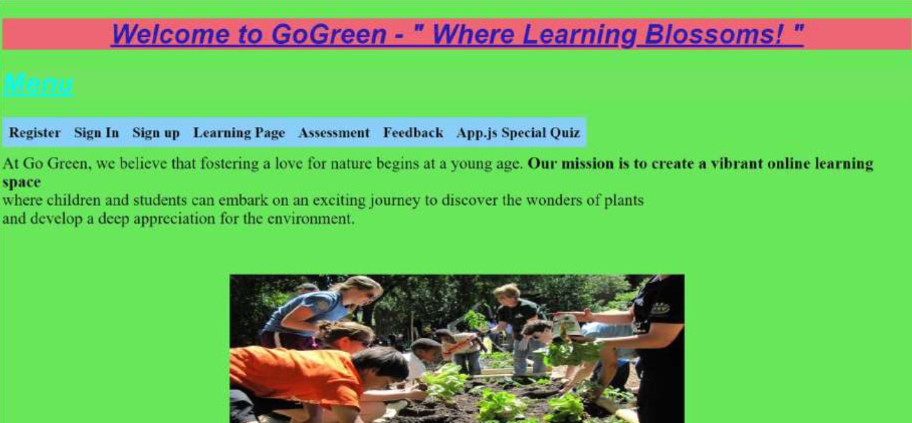 Welcome to GoGreen - " Where Learning Blossoms! "
Menu
Register Sign In Sign up Learning Page Assessment Feedback App.js Special Quiz
At Go Green, we believe that fostering a love for nature begins at a young age. Our mission is to create a vibrant online learning
space
where children and students can embark on an exciting journey to discover the wonders of plants
and develop a deep appreciation for the environment.